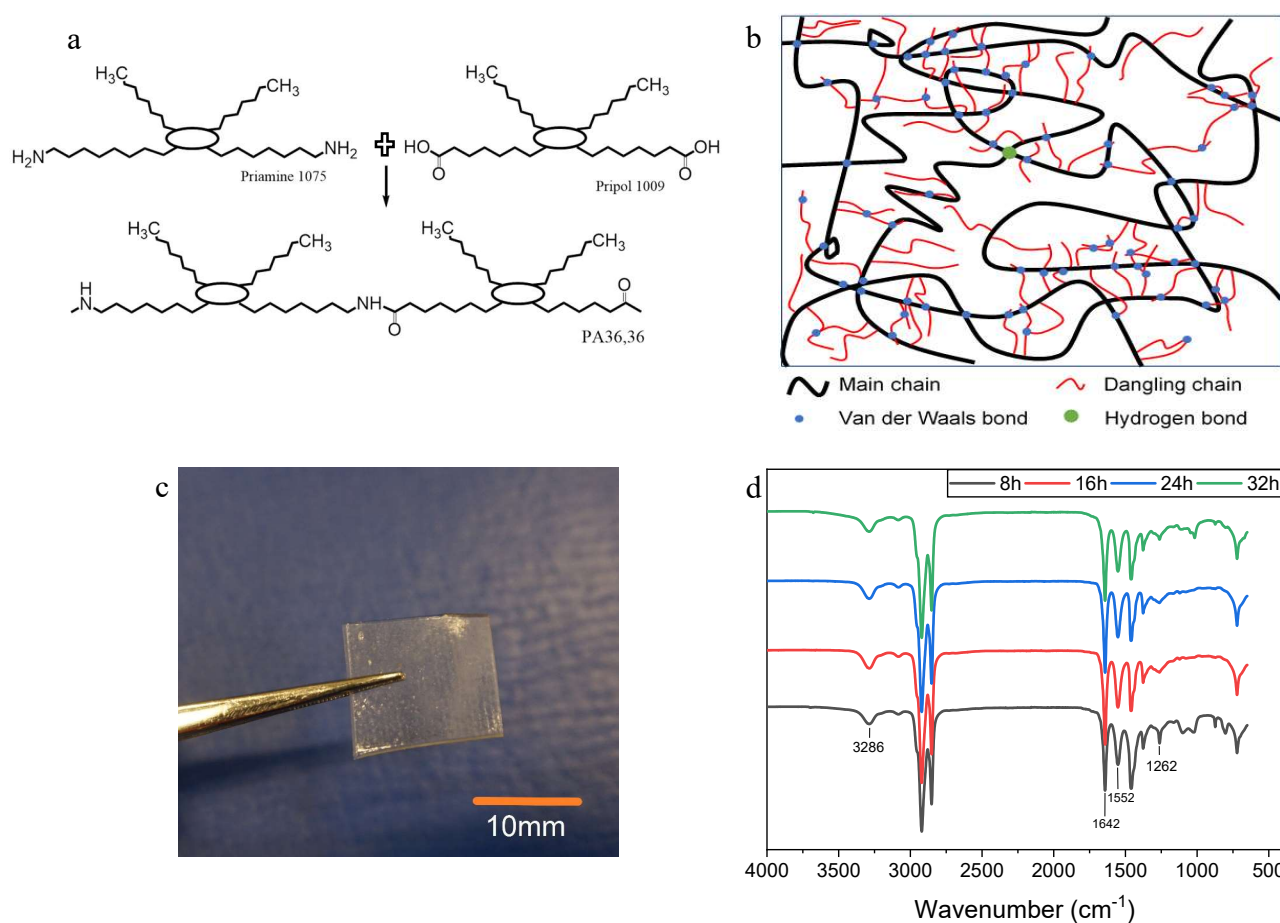 a
H₃C
CH₃
H₂N
NH₂
Priamine 1075
H₃C
CH₃
HO
O
OH
O
Pripol 1009
H₃C
CH₃
H₃C
CH₃
H
N
NH
O
O
PA36,36
b
Main chain
Dangling chain
Van der Waals bond
Hydrogen bond
c
10mm
d
8h 16h 24h 32h
3286
1642
1552
1262
4000 3500 3000 2500 2000 1500 1000 500
Wavenumber (cm⁻¹)